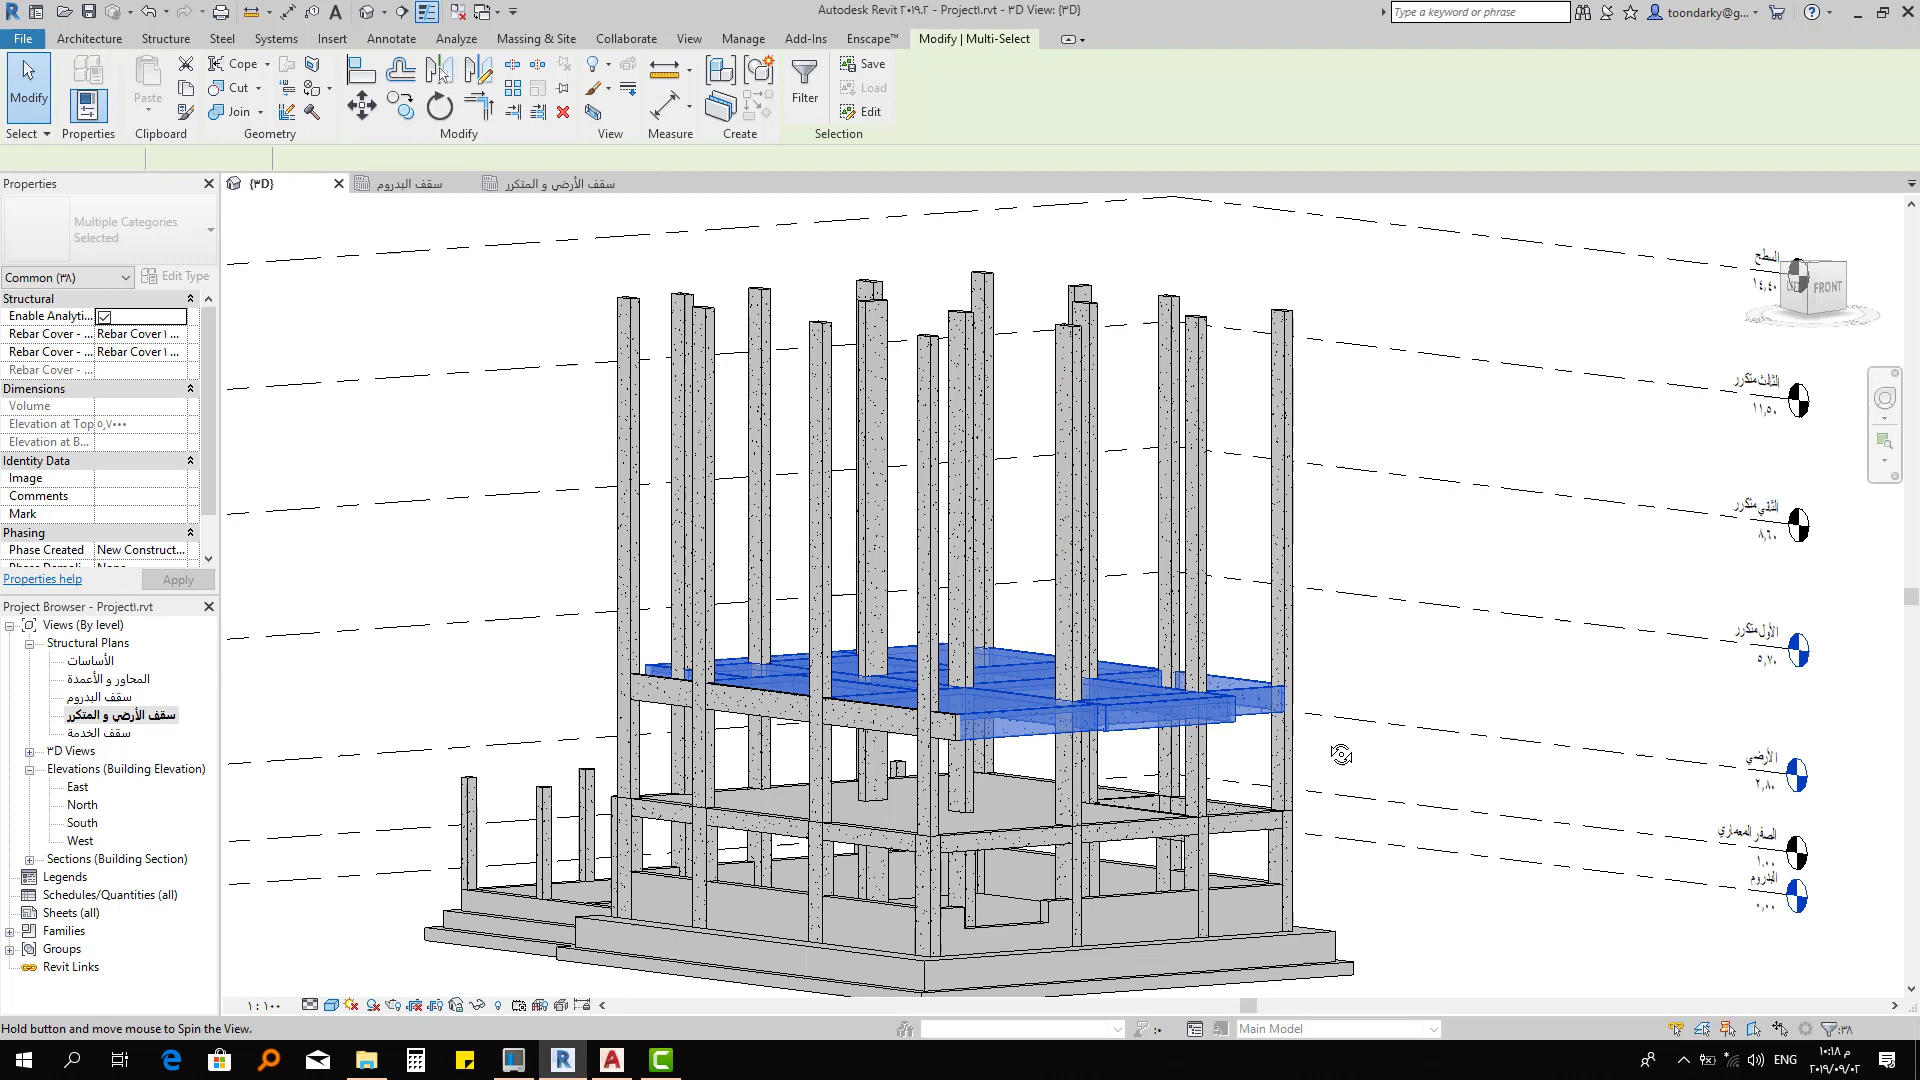 Autodesk Revit ٢٠١٩.٢ - Project١.rvt - ٣D View: {٣D}
Type a keyword or phrase
toondarky@g...
File Architecture Structure Steel Systems Insert Annotate Analyze Massing & Site Collaborate View Manage Add-Ins Enscape™ Modify | Multi-Select
Modify
Paste
Cope
Cut
Join
Filter
Save
Load
Edit
Select Properties Clipboard Geometry Modify View Measure Create Selection
Properties
{٣D}
سقف البدروم
سقف الأرضي و المتكرر
Multiple Categories
Selected
Common (٣٨)
Edit Type
Structural
Enable Analyti...
Rebar Cover - ... Rebar Cover ١ ...
Rebar Cover - ... Rebar Cover ١ ...
Rebar Cover - ...
Dimensions
Volume
Elevation at Top ٥,٧٠٠٠
Elevation at B...
Identity Data
Image
Comments
Mark
Phasing
Phase Created New Construct...
Properties help
Apply
Project Browser - Project١.rvt
Views (By level)
Structural Plans
الأساسات
المحاور و الأعمدة
سقف البدروم
سقف الأرضي و المتكرر
سقف الخدمة
٣D Views
Elevations (Building Elevation)
East
North
South
West
Sections (Building Section)
Legends
Schedules/Quantities (all)
Sheets (all)
Families
Groups
Revit Links
السطح
١٤,٤٠
FRONT
الثالث متكرر
١١,٥٠
الثاني متكرر
٨,٦٠
الأول متكرر
٥,٧٠
الأرضي
٢,٨٠
الصفر المعماري
١,٠٠
البدروم
٠,٠٠
١ : ١٠٠
Hold button and move mouse to Spin the View.
:٠
Main Model
:٣٨
ENG
١٠:١٨ م
٢٠١٩/٠٩/٠٢